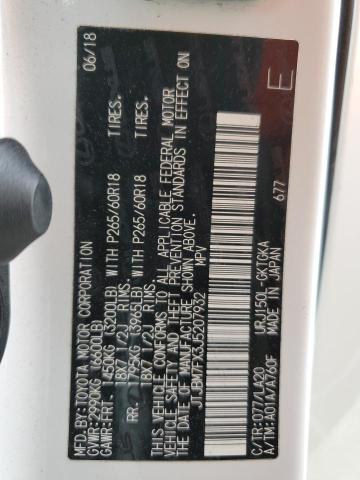 MFD.BY:TOYOTA MOTOR CORPORATION 06/18
GVWR:2990KG (6600LB)
GAWR:FRT. 1450KG (3200LB) WITH P265/60R18 TIRES.
18X7 1/2J RIMS.
RR. 1795KG (3965LB) WITH P265/60R18 TIRES.
18X7 1/2J RIMS.
THIS VEHICLE CONFORMS TO ALL APPLICABLE FEDERAL MOTOR
VEHICLE SAFETY AND THEFT PREVENTION STANDARDS IN EFFECT ON
THE DATE OF MANUFACTURE SHOWN ABOVE.
JTJBM7FX3J5207932
MPV
E
C/TR:077/LA20 URJ150L-GKTGKA
A/TM:A01A/A760F MADE IN JAPAN 677